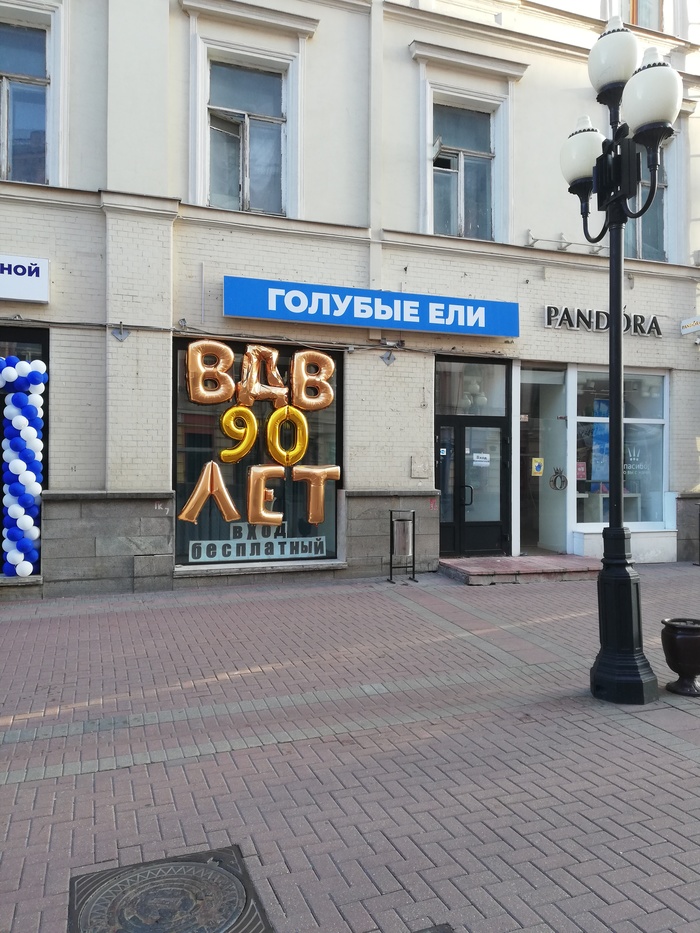 НОЙ
ГОЛУБЫЕ ЕЛИ
PANDORA
ВДВ
90
ЛЕТ
ВХОД
бесплатный